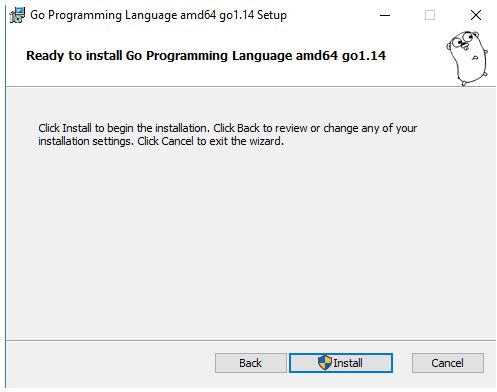 Go Programming Language amd64 go1.14 Setup
Ready to install Go Programming Language amd64 go1.14
Click Install to begin the installation. Click Back to review or change any of your
installation settings. Click Cancel to exit the wizard.
Back Install Cancel